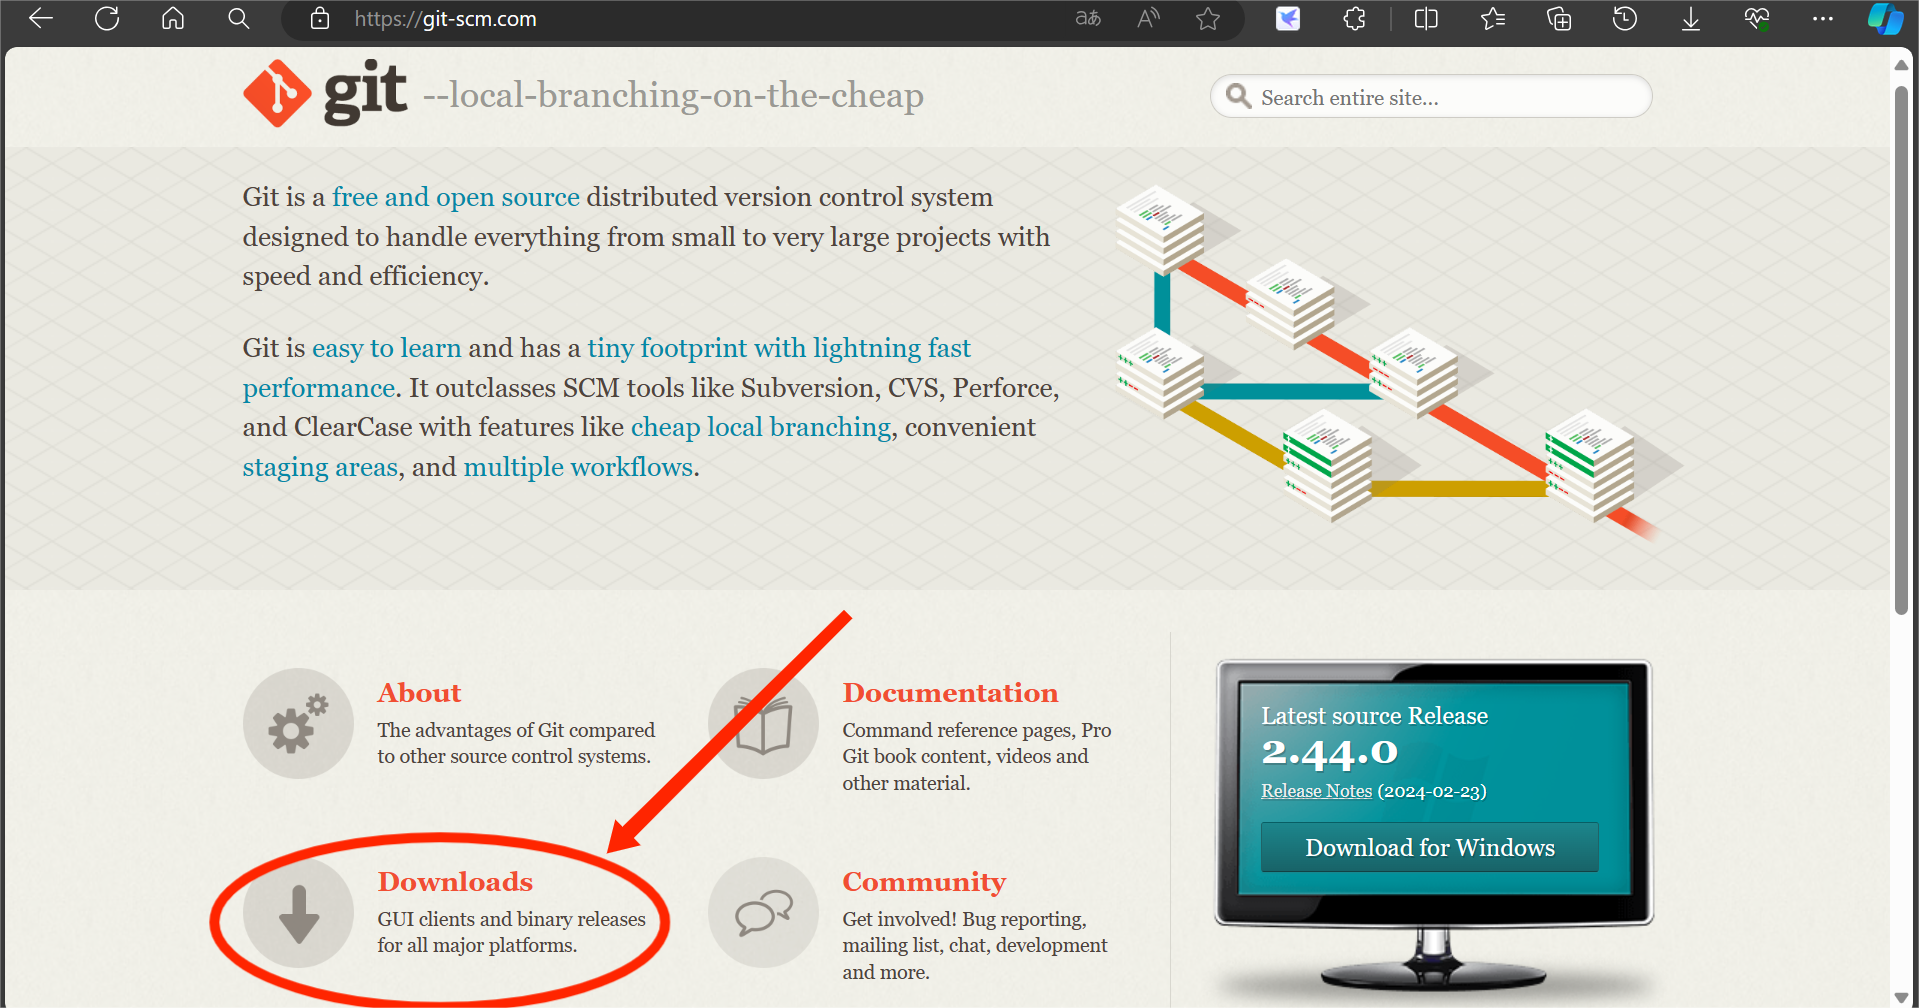 https://git-scm.com
git --local-branching-on-the-cheap
Search entire site...
Git is a free and open source distributed version control system
designed to handle everything from small to very large projects with
speed and efficiency.
Git is easy to learn and has a tiny footprint with lightning fast
performance. It outclasses SCM tools like Subversion, CVS, Perforce,
and ClearCase with features like cheap local branching, convenient
staging areas, and multiple workflows.
About
The advantages of Git compared
to other source control systems.
Documentation
Command reference pages, Pro
Git book content, videos and
other material.
Downloads
GUI clients and binary releases
for all major platforms.
Community
Get involved! Bug reporting,
mailing list, chat, development
and more.
Latest source Release
2.44.0
Release Notes (2024-02-23)
Download for Windows